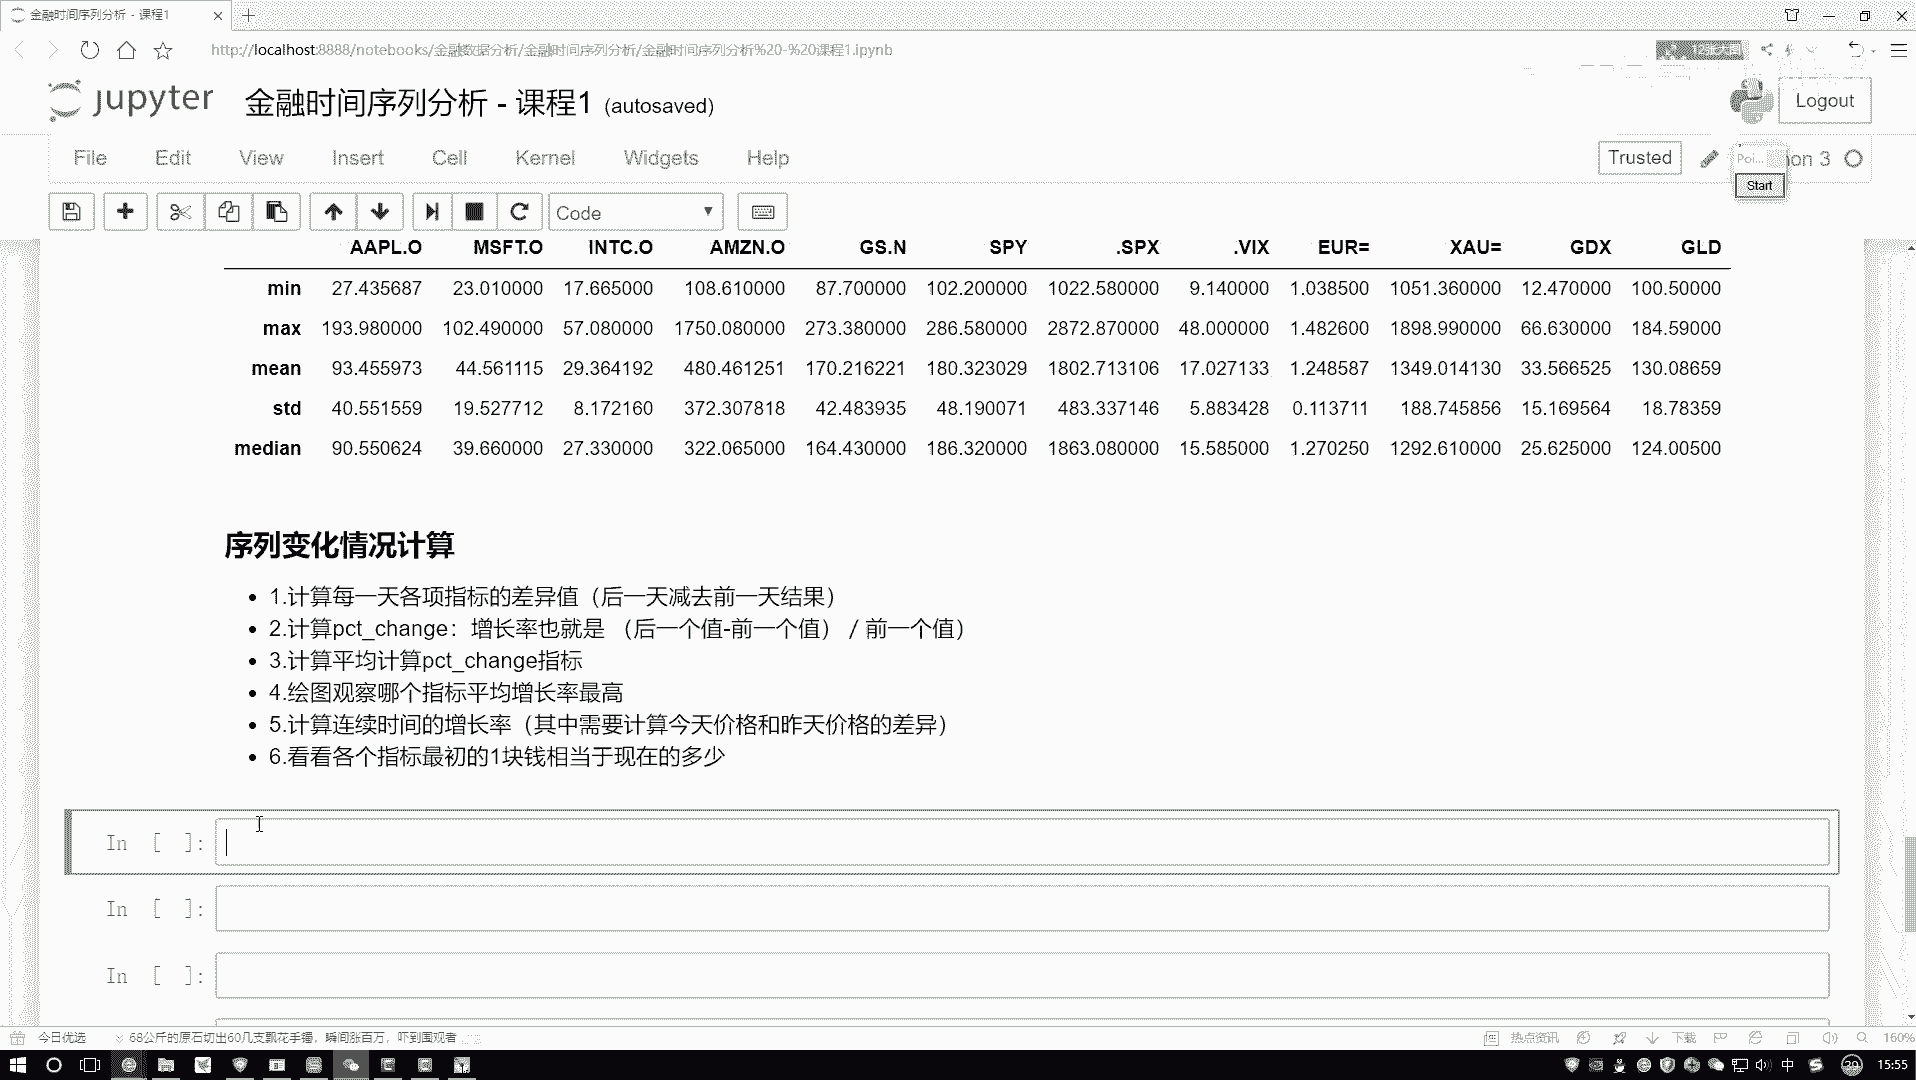 金融时间序列分析 - 课程1
http://localhost:8888/notebooks/金融数据分析/金融时间序列分析/金融时间序列分析%20-%20课程1.ipynb
jupyter 金融时间序列分析 - 课程1 (autosaved)
Logout
File Edit View Insert Cell Kernel Widgets Help
Trusted
on 3
Poi...
Start
Code
AAPL.O MSFT.O INTC.O AMZN.O GS.N SPY .SPX .VIX EUR= XAU= GDX GLD
min 27.435687 23.010000 17.665000 108.610000 87.700000 102.200000 1022.580000 9.140000 1.038500 1051.360000 12.470000 100.50000
max 193.980000 102.490000 57.080000 1750.080000 273.380000 286.580000 2872.870000 48.000000 1.482600 1898.990000 66.630000 184.59000
mean 93.455973 44.561115 29.364192 480.461251 170.216221 180.323029 1802.713106 17.027133 1.248587 1349.014130 33.566525 130.08659
std 40.551559 19.527712 8.172160 372.307818 42.483935 48.190071 483.337146 5.883428 0.113711 188.745856 15.169564 18.78359
median 90.550624 39.660000 27.330000 322.065000 164.430000 186.320000 1863.080000 15.585000 1.270250 1292.610000 25.625000 124.00500
序列变化情况计算
• 1.计算每一天各项指标的差异值（后一天减去前一天结果）
• 2.计算pct_change：增长率也就是 （后一个值-前一个值）/ 前一个值）
• 3.计算平均计算pct_change指标
• 4.绘图观察哪个指标平均增长率最高
• 5.计算连续时间的增长率（其中需要计算今天价格和昨天价格的差异）
• 6.看看各个指标最初的1块钱相当于现在的多少
In [ ]:
In [ ]:
In [ ]:
今日优选 68公斤的原石切出60几支飘花手镯，瞬间涨百万，吓到围观者
热点资讯 下载 160%
中 20 15:55